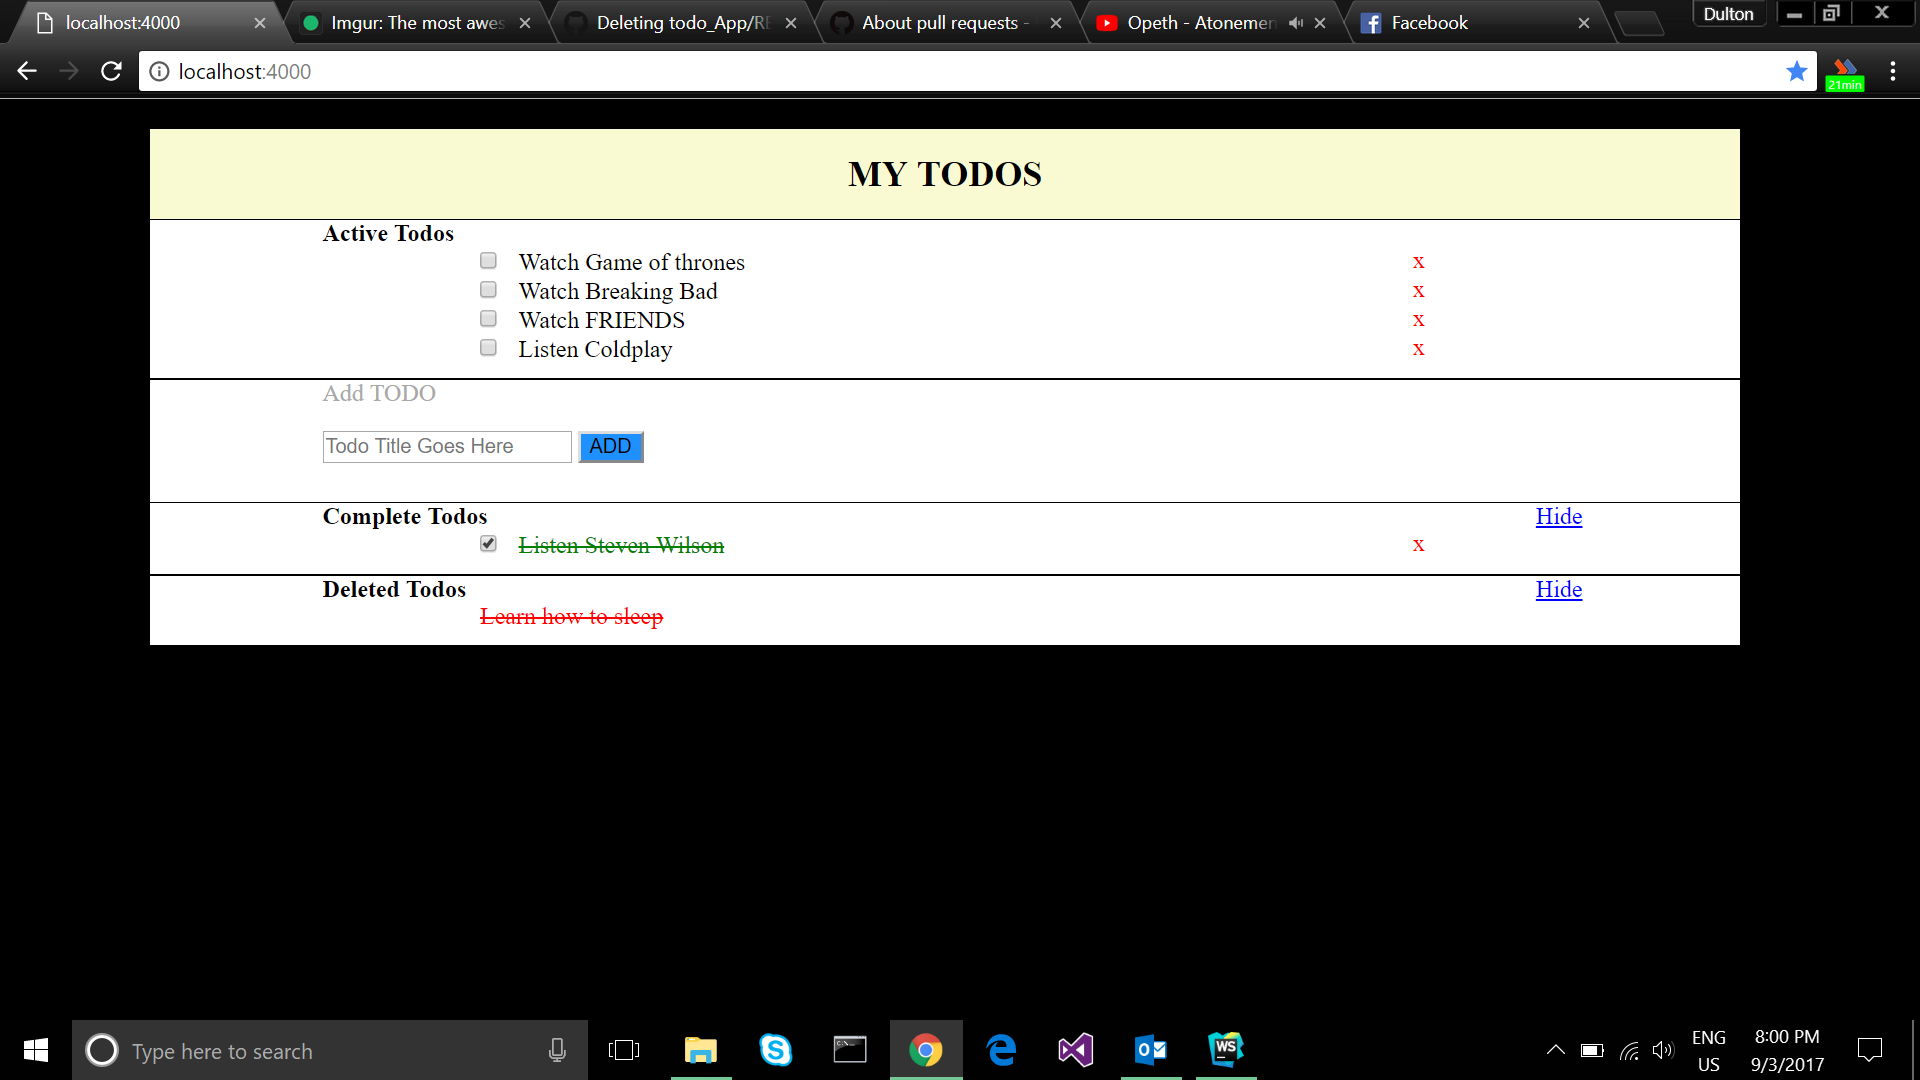 localhost:4000
Imgur: The most awes
Deleting todo_App/RE
About pull requests -
Opeth - Atonemen
Facebook
Dulton
localhost:4000
21min
MY TODOS
Active Todos
Watch Game of thrones x
Watch Breaking Bad x
Watch FRIENDS x
Listen Coldplay x
Add TODO
Todo Title Goes Here ADD
Complete Todos Hide
Listen Steven Wilson x
Deleted Todos Hide
Learn how to sleep
Type here to search
WS
ENG
US
8:00 PM
9/3/2017